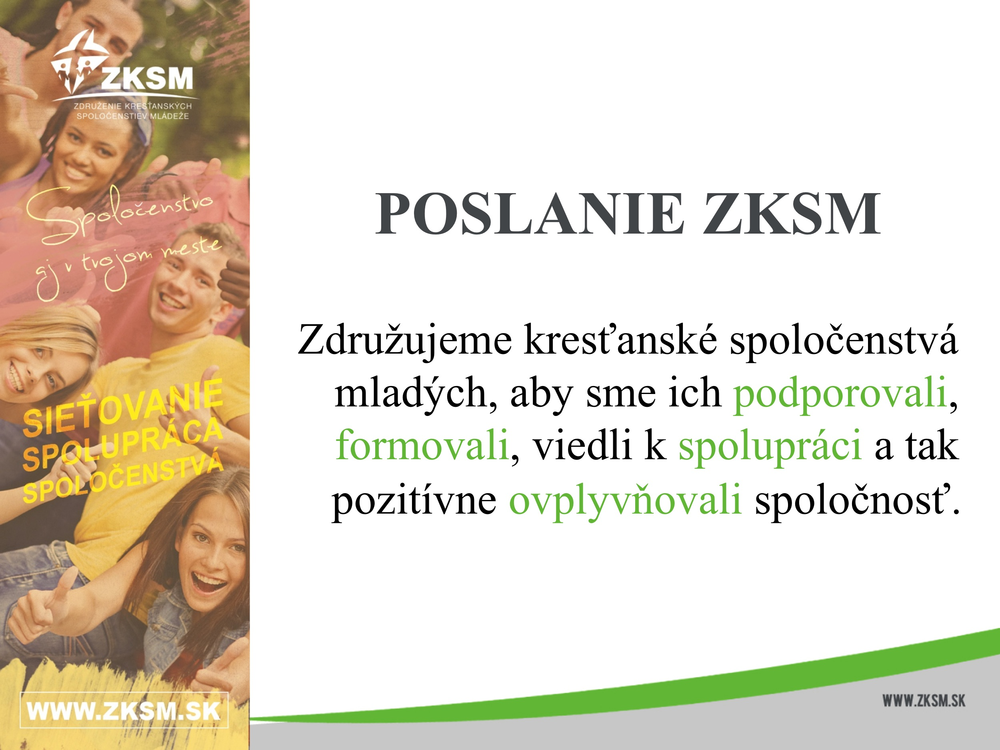 ZKSM
ZDRUŽENIE KRESŤANSKÝCH
SPOLOČENSTIEV MLÁDEŽE
Spoločenstvo
aj v tvojom meste
SIEŤOVANIE
SPOLUPRÁCA
SPOLOČENSTVÁ
WWW.ZKSM.SK
POSLANIE ZKSM
Združujeme kresťanské spoločenstvá
mladých, aby sme ich podporovali,
formovali, viedli k spolupráci a tak
pozitívne ovplyvňovali spoločnosť.
WWW.ZKSM.SK